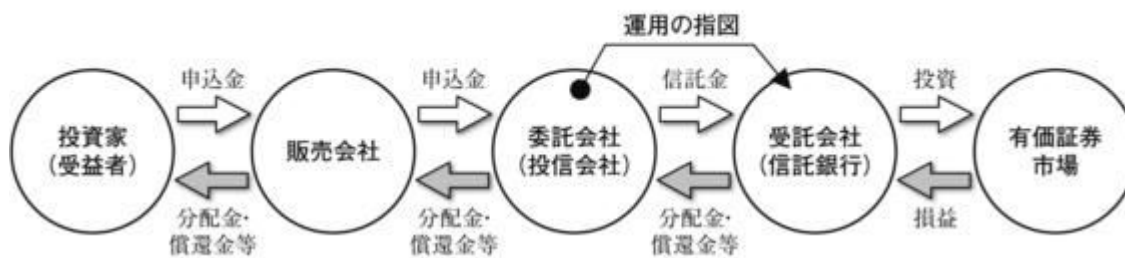 運用の指図
申込金
申込金
信託金
投資
投資家
(受益者)
販売会社
委託会社
(投信会社)
受託会社
(信託銀行)
有価証券
市場
分配金・
償還金等
分配金・
償還金等
分配金・
償還金等
損益